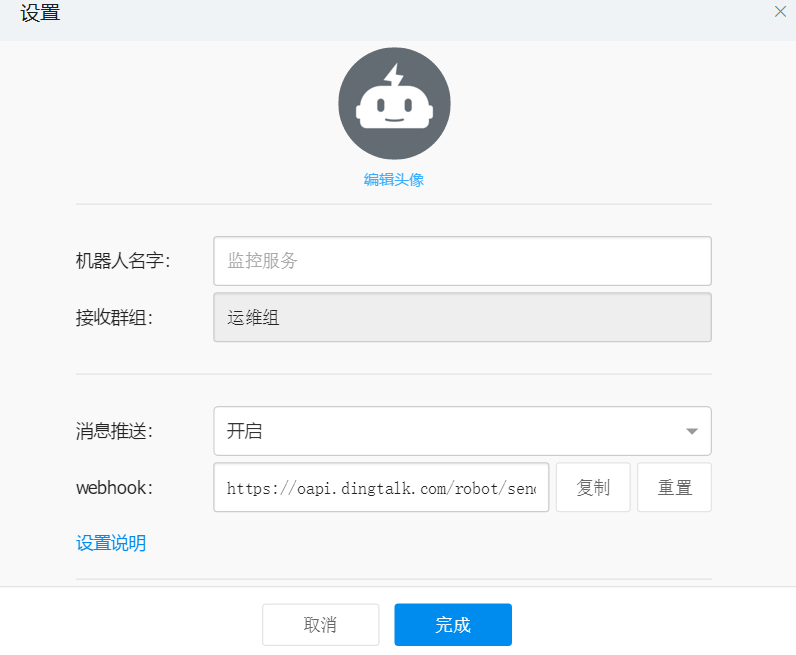 设置
编辑头像
机器人名字： 监控服务
接收群组： 运维组
消息推送： 开启
webhook： https://oapi.dingtalk.com/robot/sen 复制 重置
设置说明
取消 完成